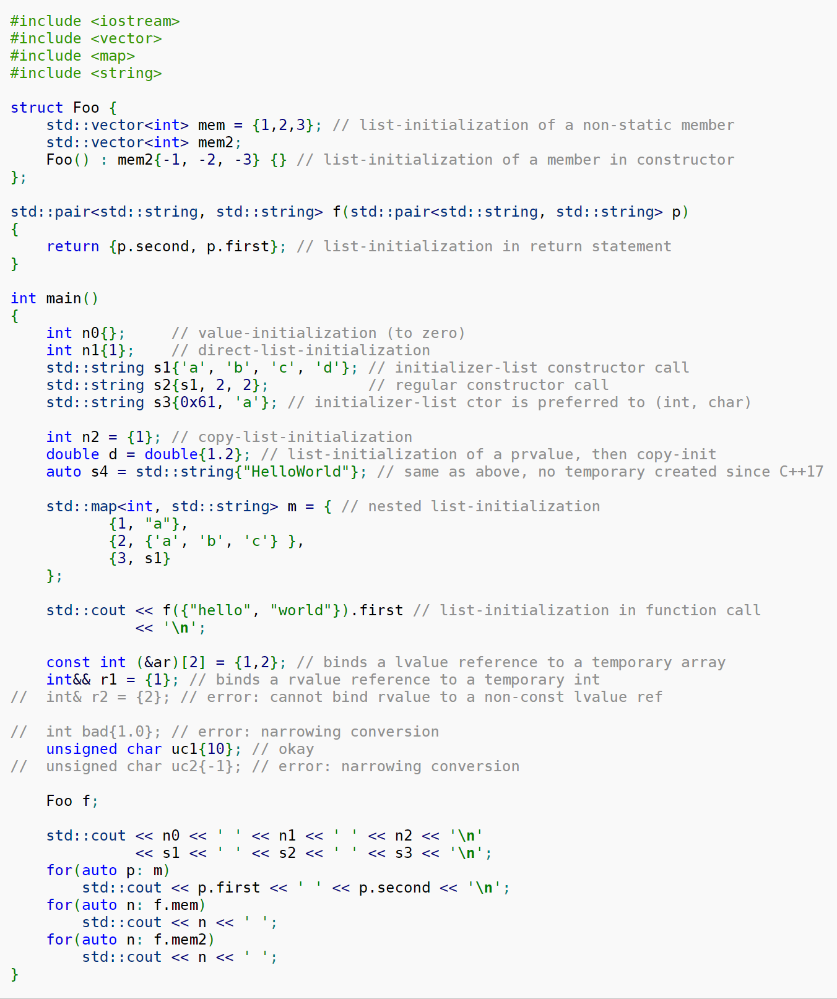 #include <iostream>
#include <vector>
#include <map>
#include <string>

struct Foo {
    std::vector<int> mem = {1,2,3}; // list-initialization of a non-static member
    std::vector<int> mem2;
    Foo() : mem2{-1, -2, -3} {} // list-initialization of a member in constructor
};

std::pair<std::string, std::string> f(std::pair<std::string, std::string> p)
{
    return {p.second, p.first}; // list-initialization in return statement
}

int main()
{
    int n0{};     // value-initialization (to zero)
    int n1{1};    // direct-list-initialization
    std::string s1{'a', 'b', 'c', 'd'}; // initializer-list constructor call
    std::string s2{s1, 2, 2};           // regular constructor call
    std::string s3{0x61, 'a'}; // initializer-list ctor is preferred to (int, char)

    int n2 = {1}; // copy-list-initialization
    double d = double{1.2}; // list-initialization of a prvalue, then copy-init
    auto s4 = std::string{"HelloWorld"}; // same as above, no temporary created since C++17

    std::map<int, std::string> m = { // nested list-initialization
           {1, "a"},
           {2, {'a', 'b', 'c'} },
           {3, s1}
    };

    std::cout << f({"hello", "world"}).first // list-initialization in function call
              << '\n';

    const int (&ar)[2] = {1,2}; // binds a lvalue reference to a temporary array
    int&& r1 = {1}; // binds a rvalue reference to a temporary int
//  int& r2 = {2}; // error: cannot bind rvalue to a non-const lvalue ref

//  int bad{1.0}; // error: narrowing conversion
    unsigned char uc1{10}; // okay
//  unsigned char uc2{-1}; // error: narrowing conversion

    Foo f;

    std::cout << n0 << ' ' << n1 << ' ' << n2 << '\n'
              << s1 << ' ' << s2 << ' ' << s3 << '\n';
    for(auto p: m)
        std::cout << p.first << ' ' << p.second << '\n';
    for(auto n: f.mem)
        std::cout << n << ' ';
    for(auto n: f.mem2)
        std::cout << n << ' ';
}